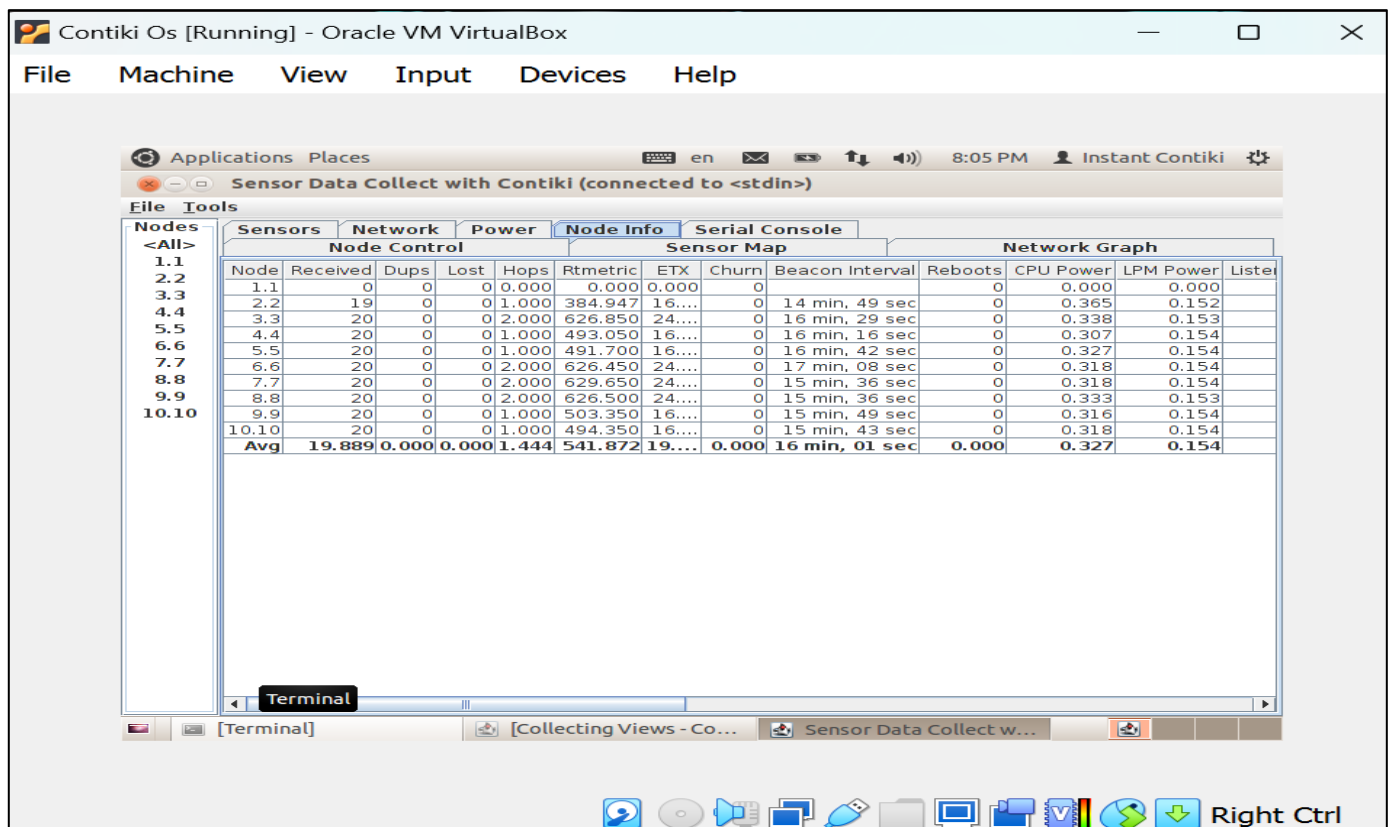 Contiki Os [Running] - Oracle VM VirtualBox
File Machine View Input Devices Help
Applications Places en 8:05 PM Instant Contiki
Sensor Data Collect with Contiki (connected to <stdin>)
File Tools
Nodes
<All>
1.1
2.2
3.3
4.4
5.5
6.6
7.7
8.8
9.9
10.10
Sensors Network Power Node Info Serial Console
Node Control Sensor Map Network Graph
Node Received Dups Lost Hops Rtmetric ETX Churn Beacon Interval Reboots CPU Power LPM Power Lister
1.1 0 0 0 0.000 0.000 0.000 0 0 0.000 0.000
2.2 19 0 0 1.000 384.947 16.... 0 14 min, 49 sec 0 0.365 0.152
3.3 20 0 0 2.000 626.850 24.... 0 16 min, 29 sec 0 0.338 0.153
4.4 20 0 0 1.000 493.050 16.... 0 16 min, 16 sec 0 0.307 0.154
5.5 20 0 0 1.000 491.700 16.... 0 16 min, 42 sec 0 0.327 0.154
6.6 20 0 0 2.000 626.450 24.... 0 17 min, 08 sec 0 0.318 0.154
7.7 20 0 0 2.000 629.650 24.... 0 15 min, 36 sec 0 0.318 0.154
8.8 20 0 0 2.000 626.500 24.... 0 15 min, 36 sec 0 0.333 0.153
9.9 20 0 0 1.000 503.350 16.... 0 15 min, 49 sec 0 0.316 0.154
10.10 20 0 0 1.000 494.350 16.... 0 15 min, 43 sec 0 0.318 0.154
Avg 19.889 0.000 0.000 1.444 541.872 19.... 0.000 16 min, 01 sec 0.000 0.327 0.154
Terminal
[Terminal] [Collecting Views - Co... Sensor Data Collect w...
Right Ctrl